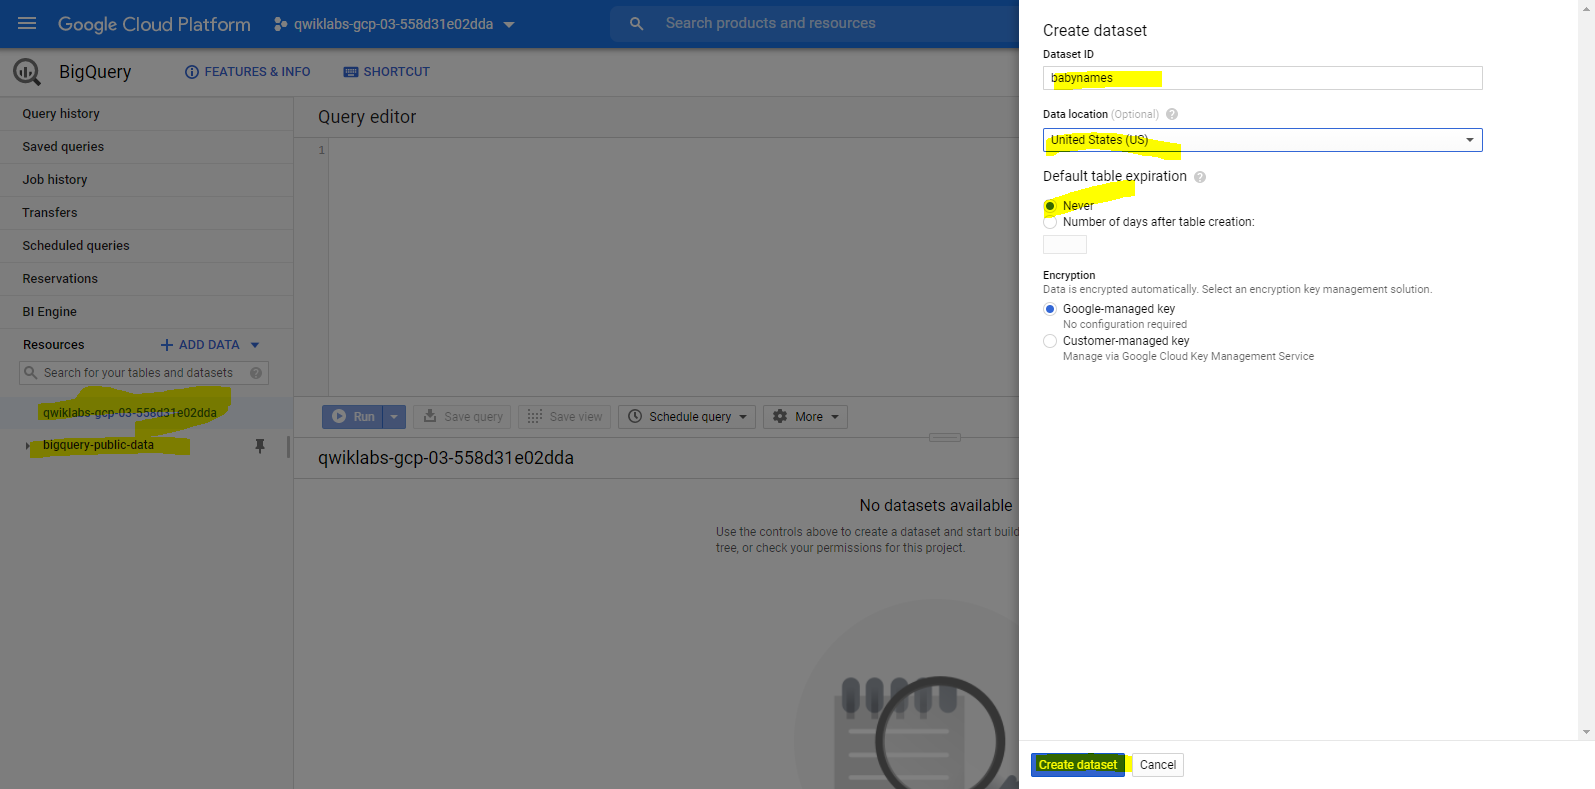 Google Cloud Platform
qwiklabs-gcp-03-558d31e02dda
Search products and resources
BigQuery
FEATURES & INFO
SHORTCUT
Query history
Saved queries
Job history
Transfers
Scheduled queries
Reservations
BI Engine
Resources
+ ADD DATA
Search for your tables and datasets
qwiklabs-gcp-03-558d31e02dda
bigquery-public-data
Query editor
1
Run
Save query
Save view
Schedule query
More
qwiklabs-gcp-03-558d31e02dda
No datasets available
Use the controls above to create a dataset and start build
tree, or check your permissions for this project.
Create dataset
Dataset ID
babynames
Data location (Optional) ?
United States (US)
Default table expiration ?
Never
Number of days after table creation:
Encryption
Data is encrypted automatically. Select an encryption key management solution.
Google-managed key
No configuration required
Customer-managed key
Manage via Google Cloud Key Management Service
Create dataset
Cancel